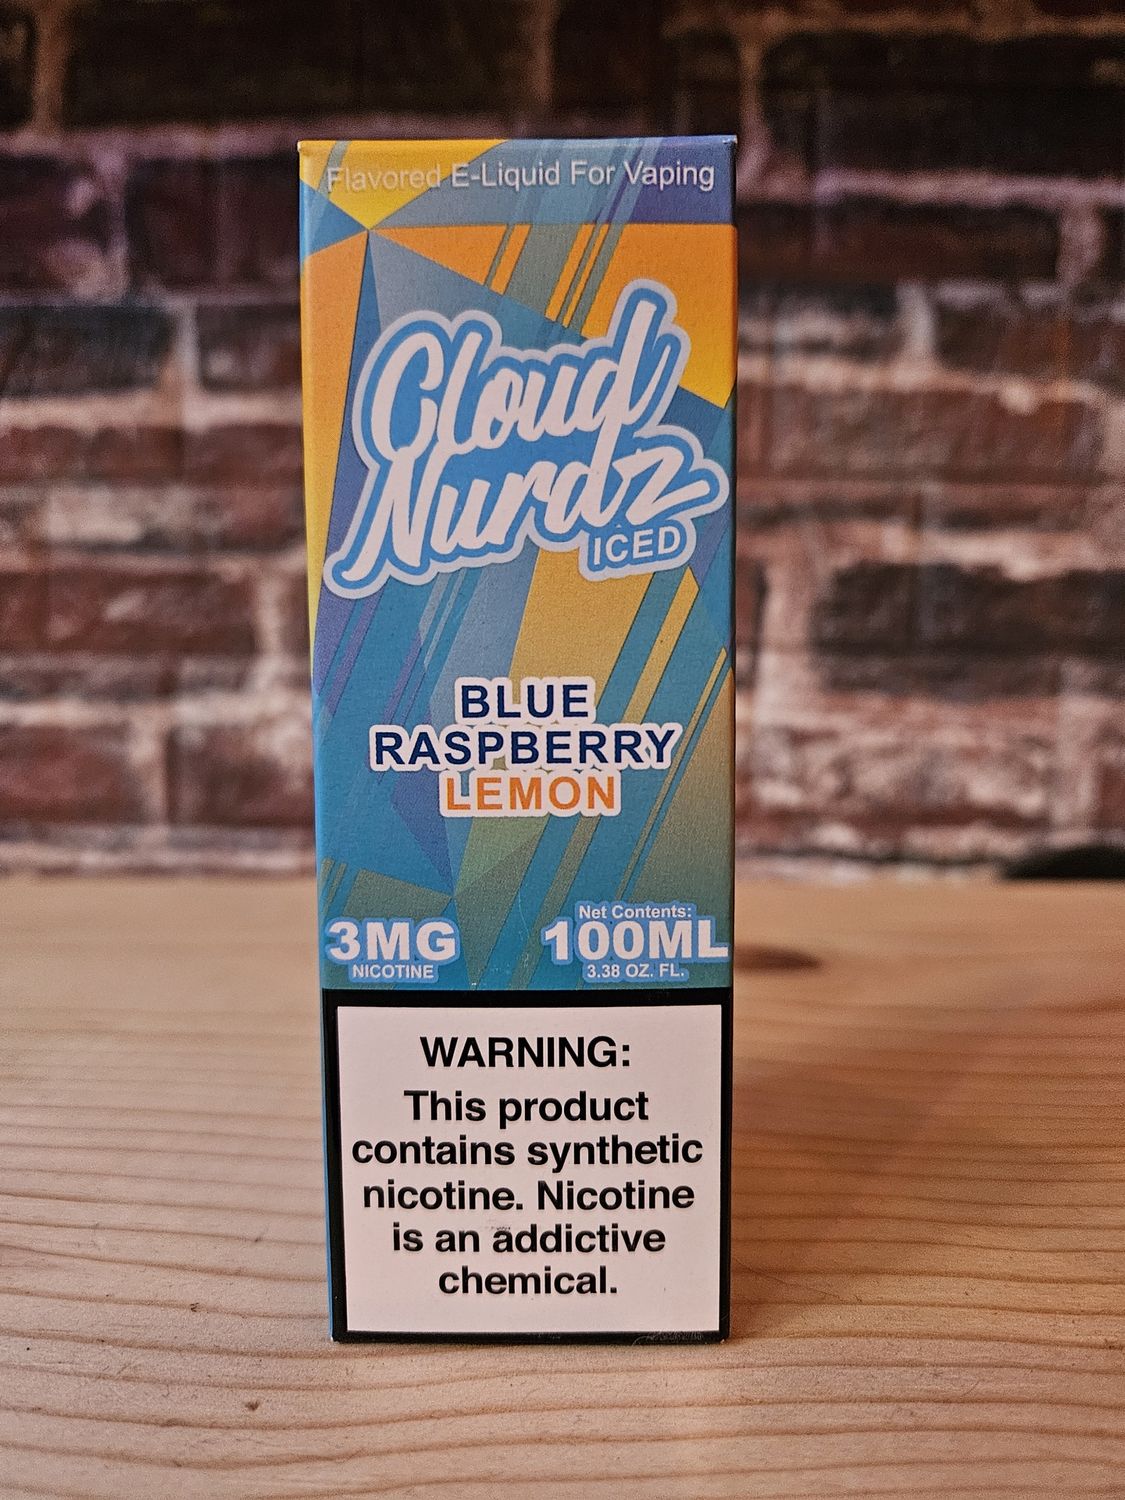 Flavored E-Liquid For Vaping
Cloud
Nurdz
ICED
BLUE
RASPBERRY
LEMON
3MG
NICOTINE
Net Contents:
100ML
3.38 OZ. FL.
WARNING:
This product
contains synthetic
nicotine. Nicotine
is an addictive
chemical.